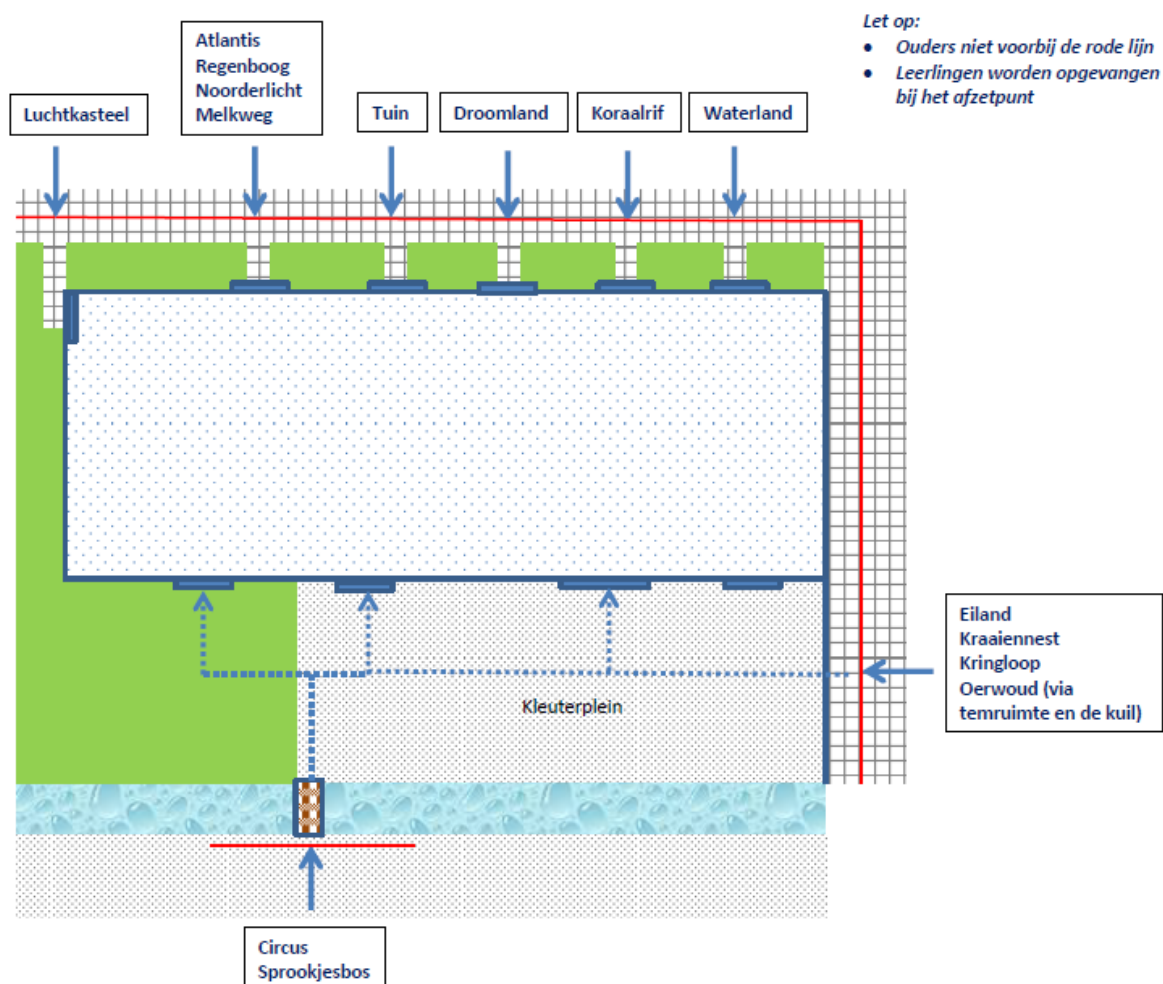 Let op:
• Ouders niet voorbij de rode lijn
• Leerlingen worden opgevangen
bij het afzetpunt
Luchtkasteel
Atlantis
Regenboog
Noorderlicht
Melkweg
Tuin
Droomland
Koraalrif
Waterland
Eiland
Kraaiennest
Kringloop
Oerwoud (via
temruimte en de kuil)
Kleuterplein
Circus
Sprookjesbos